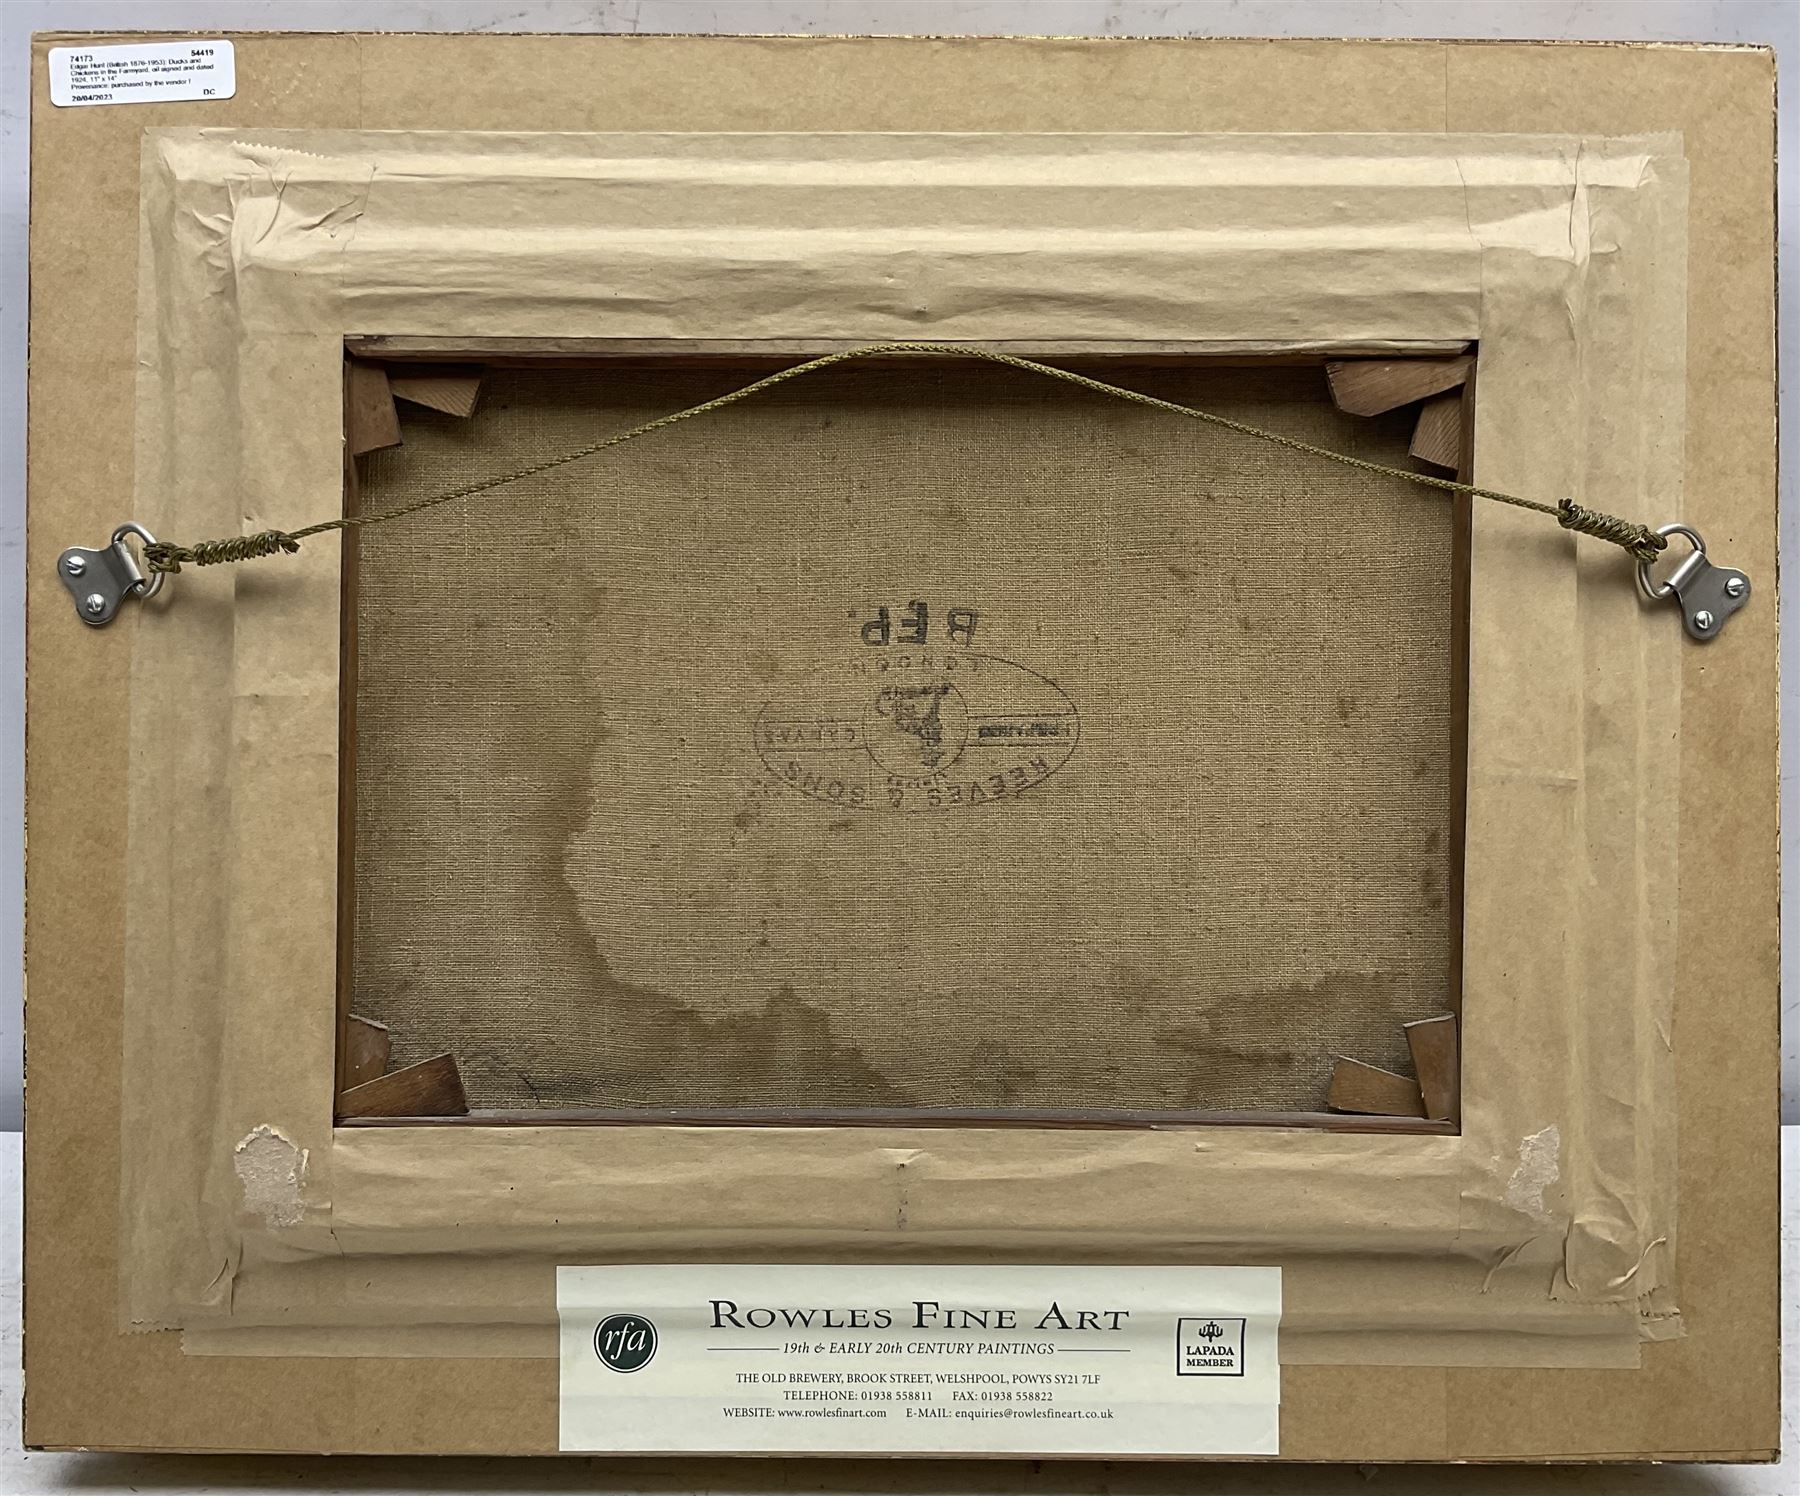 74173 54419
Edgar Hunt (British 1876-1953): Ducks and
Chickens in the Farmyard, oil signed and dated
1924, 11" x 14"
Provenance: purchased by the vendor f
20/04/2023 DC
REP.
LONDON
CANVAS
REEVES & SONS
rfa
ROWLES FINE ART
19th & EARLY 20th CENTURY PAINTINGS
THE OLD BREWERY, BROOK STREET, WELSHPOOL, POWYS SY21 7LF
TELEPHONE: 01938 558811 FAX: 01938 558822
WEBSITE: www.rowlesfinart.com E-MAIL: enquiries@rowlesfineart.co.uk
LAPADA
MEMBER